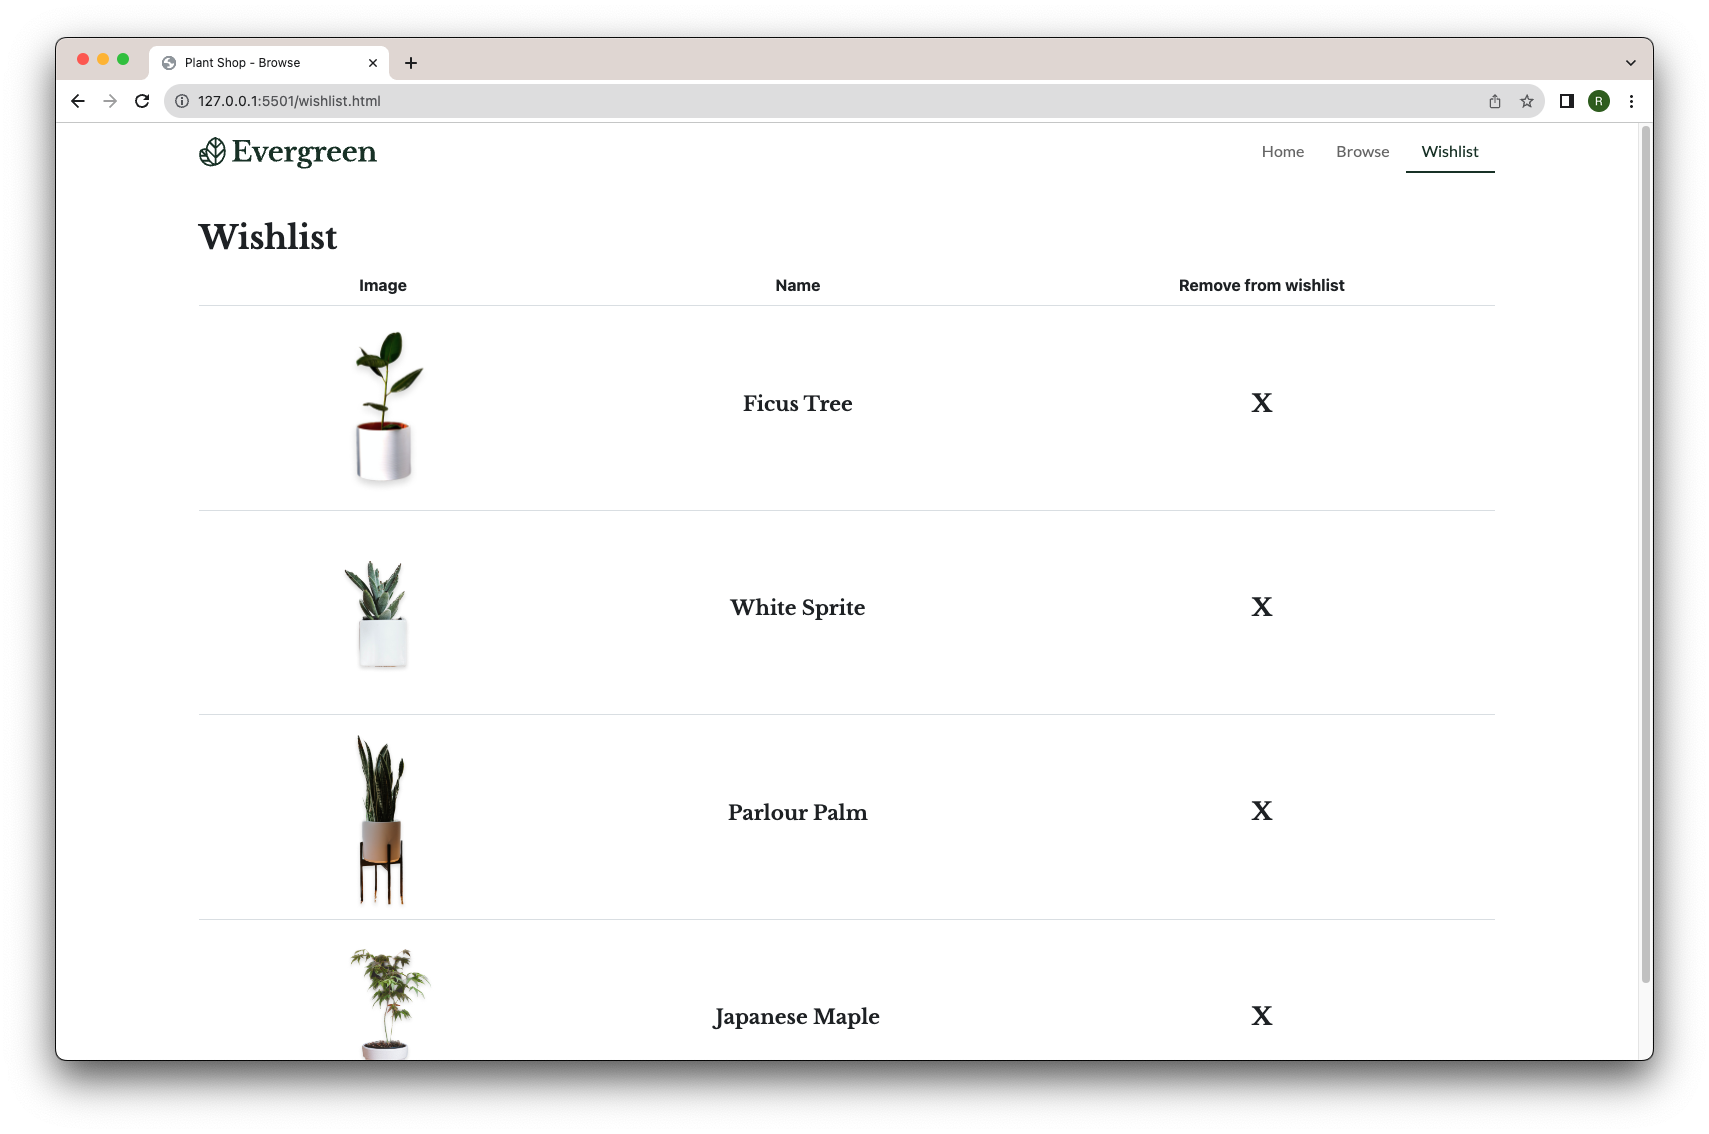 Plant Shop - Browse
127.0.0.1:5501/wishlist.html
R
Evergreen
Home Browse Wishlist
Wishlist
Image Name Remove from wishlist
Ficus Tree X
White Sprite X
Parlour Palm X
Japanese Maple X